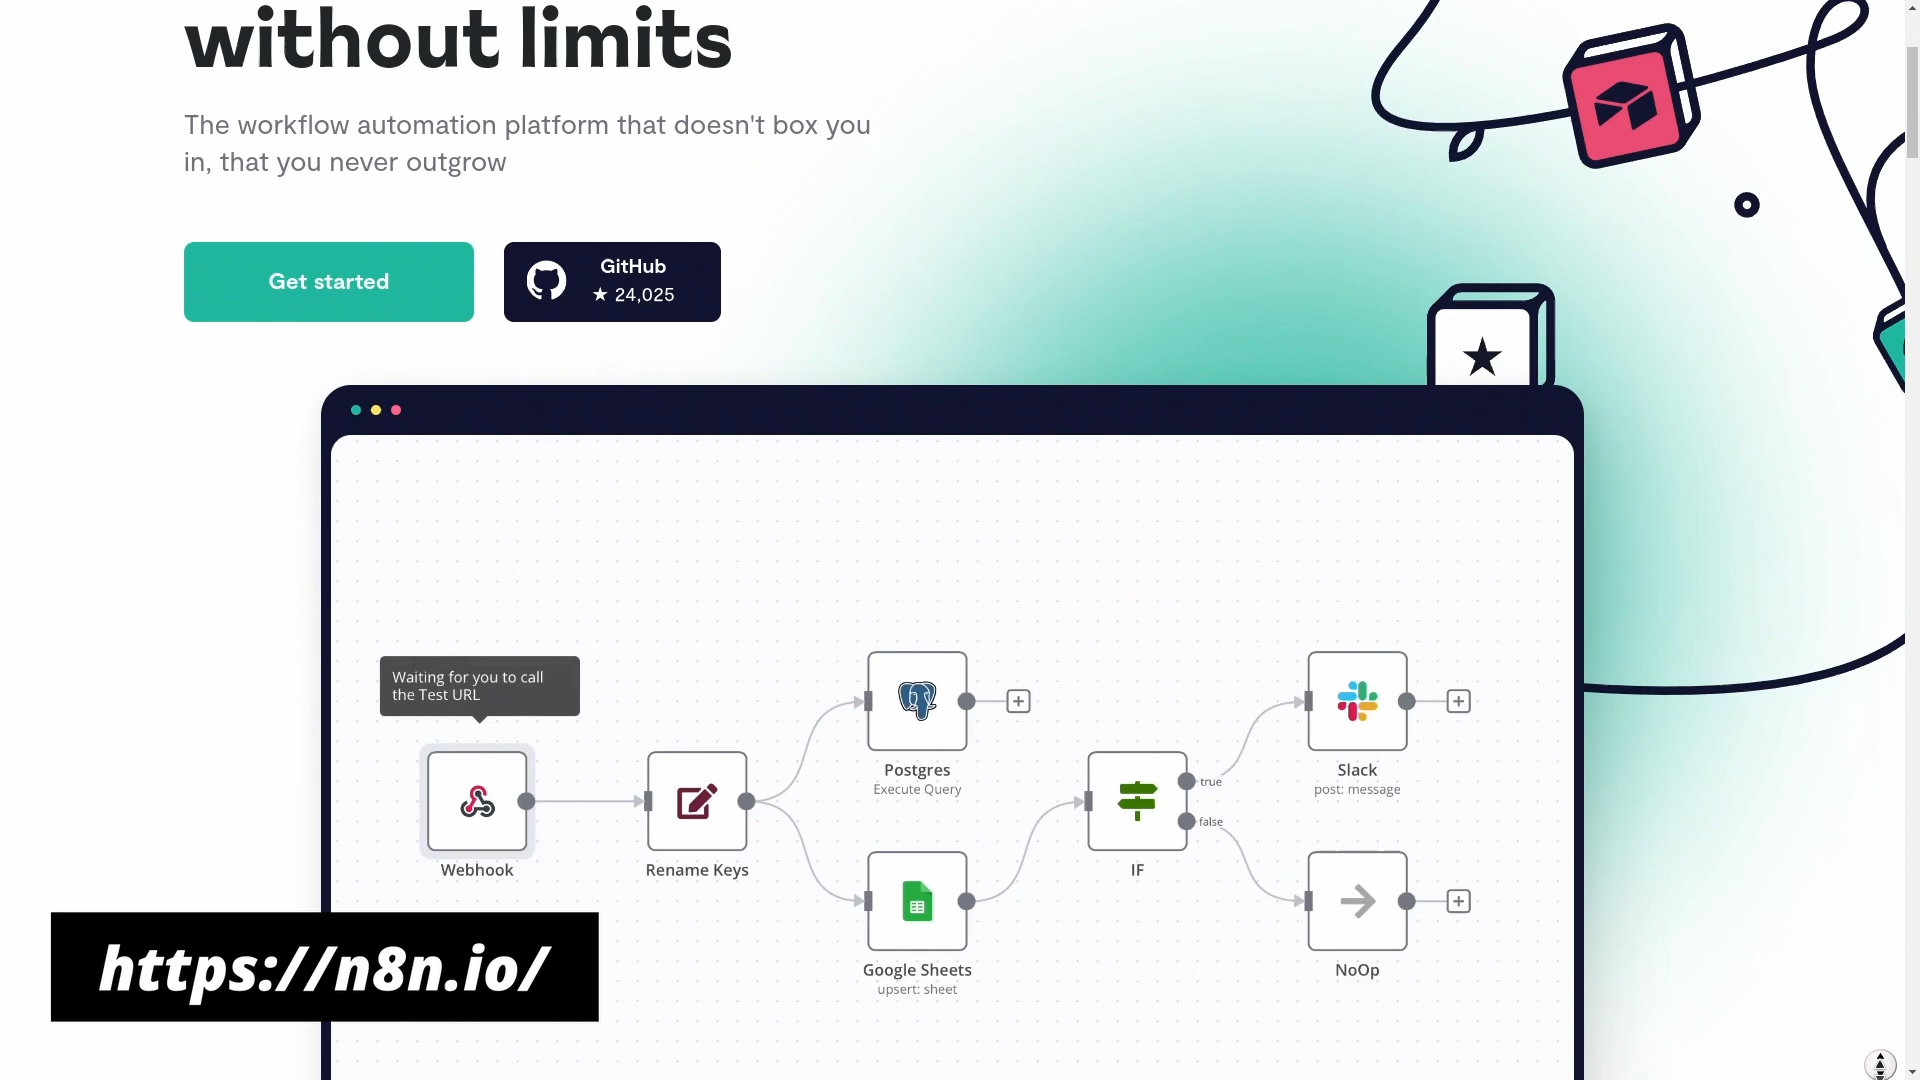 without limits
The workflow automation platform that doesn't box you
in, that you never outgrow
Get started
GitHub
★ 24,025
Waiting for you to call
the Test URL
Webhook
Rename Keys
Postgres
Execute Query
Google Sheets
upsert: sheet
IF
true
false
Slack
post: message
NoOp
https://n8n.io/